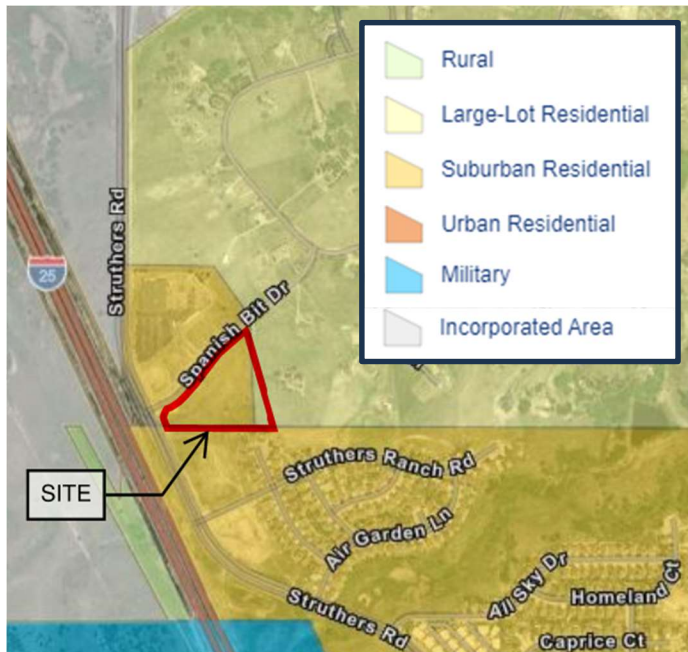 Rural
Large-Lot Residential
Suburban Residential
Urban Residential
Military
Incorporated Area
Struthers Rd
25
Spanish Bit Dr
SITE
Struthers Ranch Rd
Air Garden Ln
Struthers Rd
All Sky Dr
Homeland Ct
Caprice Ct